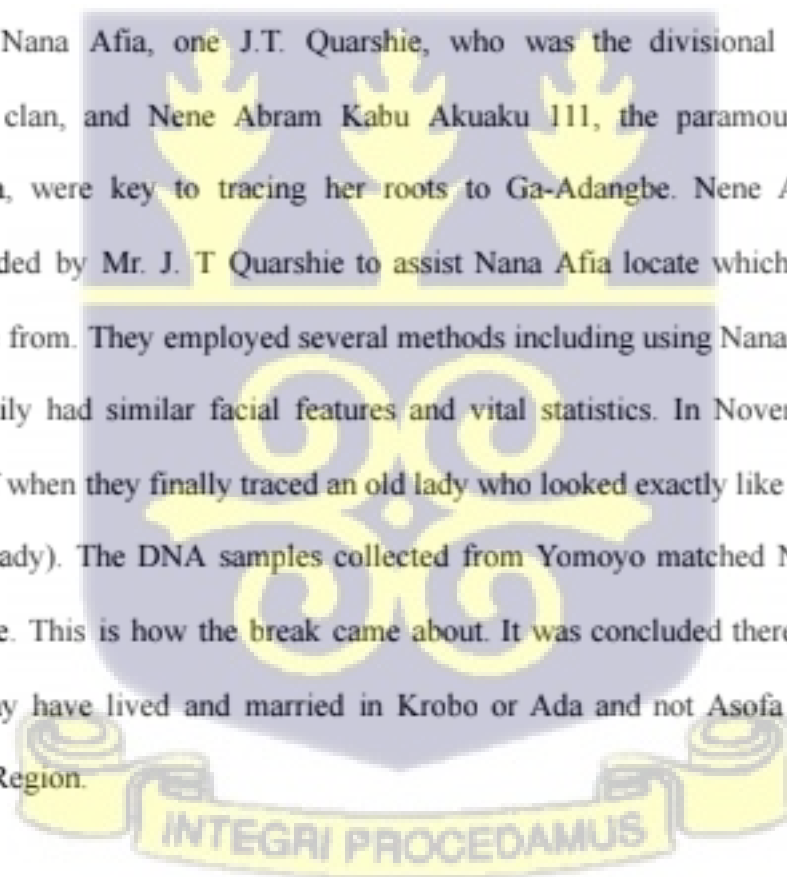 Nana Afia, one J.T. Quarshie, who was the divisional
clan, and Nene Abram Kabu Akuaku 111, the paramou
, were key to tracing her roots to Ga-Adangbe. Nene A
ded by Mr. J. T Quarshie to assist Nana Afia locate which
from. They employed several methods including using Nana
ily had similar facial features and vital statistics. In Nover
when they finally traced an old lady who looked exactly like
ady). The DNA samples collected from Yomoyo matched N
e. This is how the break came about. It was concluded there
y have lived and married in Krobo or Ada and not Asofa
Region.
INTEGRI PROCEDAMUS